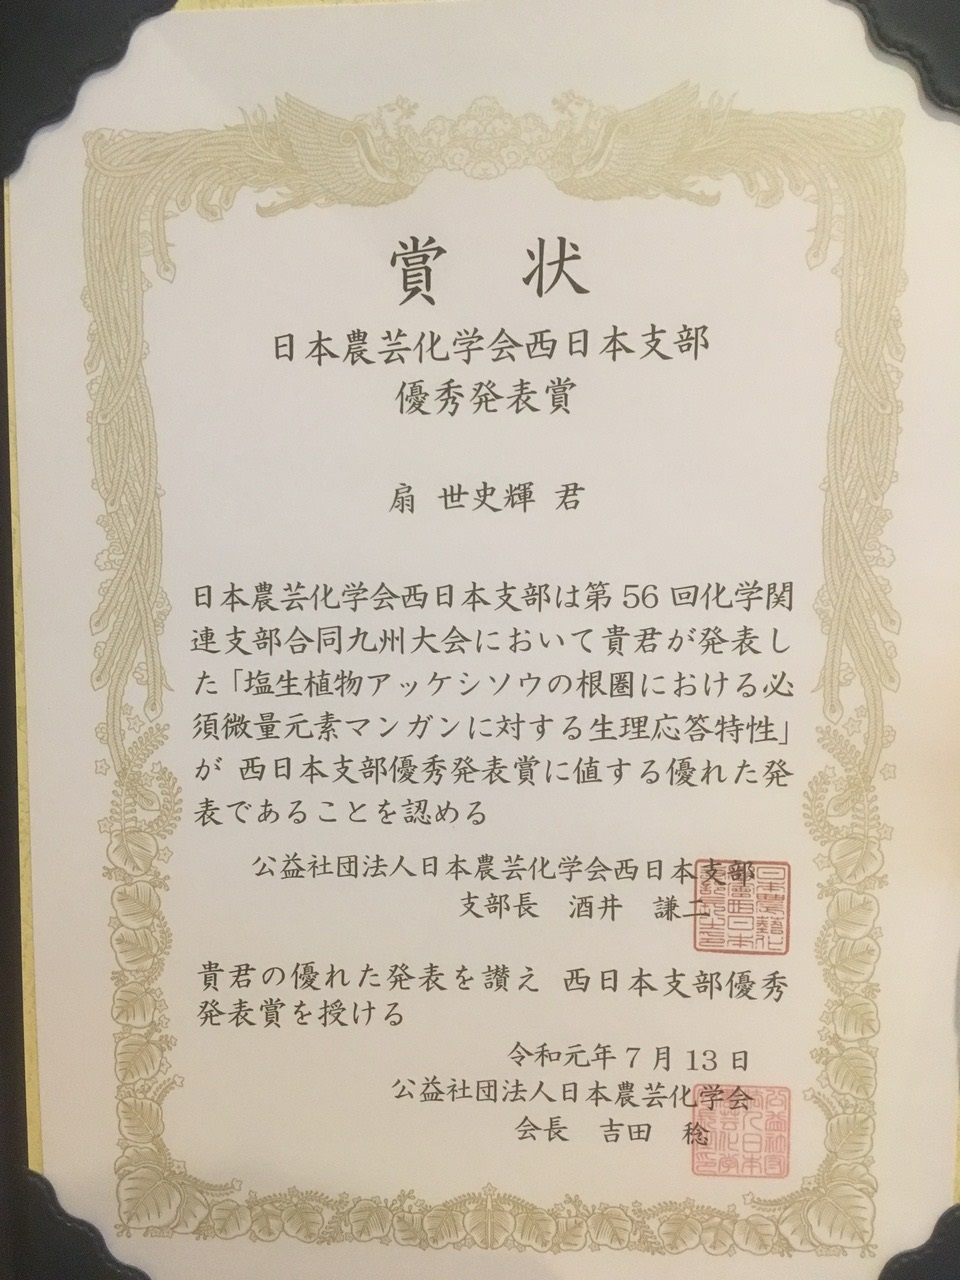 賞 状
日本農芸化学会西日本支部
優秀発表賞
扇 世史輝 君
日本農芸化学会西日本支部は第 56 回化学関
連支部合同九州大会において貴君が発表し
た「塩生植物アッケシソウの根圏における必
須微量元素マンガンに対する生理応答特性」
が 西日本支部優秀発表賞に値する優れた発
表であることを認める
公益社団法人日本農芸化学会西日本支部
支部長 酒井 謙二
貴君の優れた発表を讃え 西日本支部優秀
発表賞を授ける
令和元年 7 月 13 日
公益社団法人日本農芸化学会
会長 吉田 稔